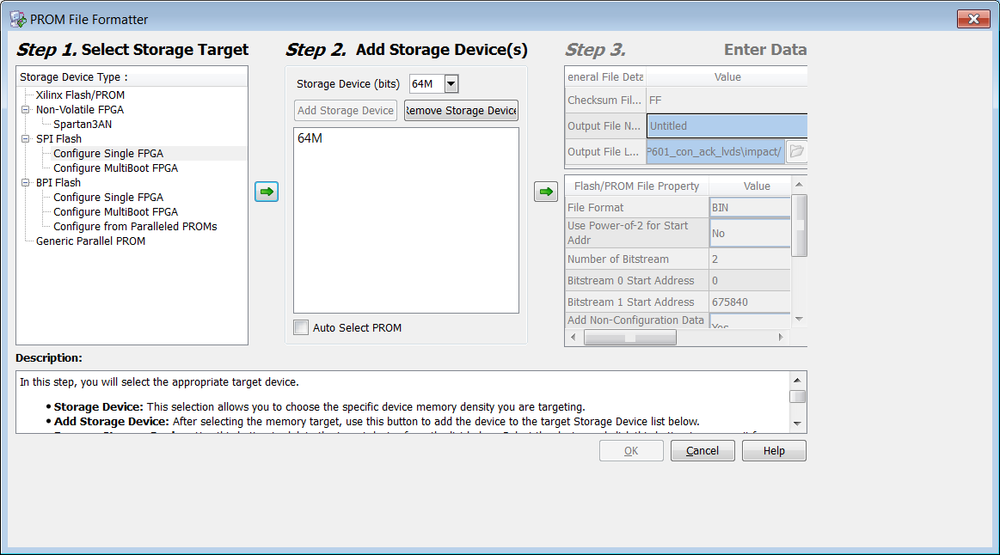 PROM File Formatter
Step 1. Select Storage Target
Storage Device Type :
Xilinx Flash/PROM
Non-Volatile FPGA
Spartan3AN
SPI Flash
Configure Single FPGA
Configure MultiBoot FPGA
BPI Flash
Configure Single FPGA
Configure MultiBoot FPGA
Configure from Paralleled PROMs
Generic Parallel PROM
Step 2. Add Storage Device(s)
Storage Device (bits) 64M
Add Storage Device Remove Storage Device
64M
Auto Select PROM
Step 3. Enter Data
eneral File Deta Value
Checksum Fil... FF
Output File N... Untitled
Output File L... P601_con_ack_lvds\impact/
Flash/PROM File Property Value
File Format BIN
Use Power-of-2 for Start
Addr No
Number of Bitstream 2
Bitstream 0 Start Address 0
Bitstream 1 Start Address 675840
Add Non-Configuration Data Yes
Description:
In this step, you will select the appropriate target device.
• Storage Device: This selection allows you to choose the specific device memory density you are targeting.
• Add Storage Device: After selecting the memory target, use this button to add the device to the target Storage Device list below.
OK Cancel Help